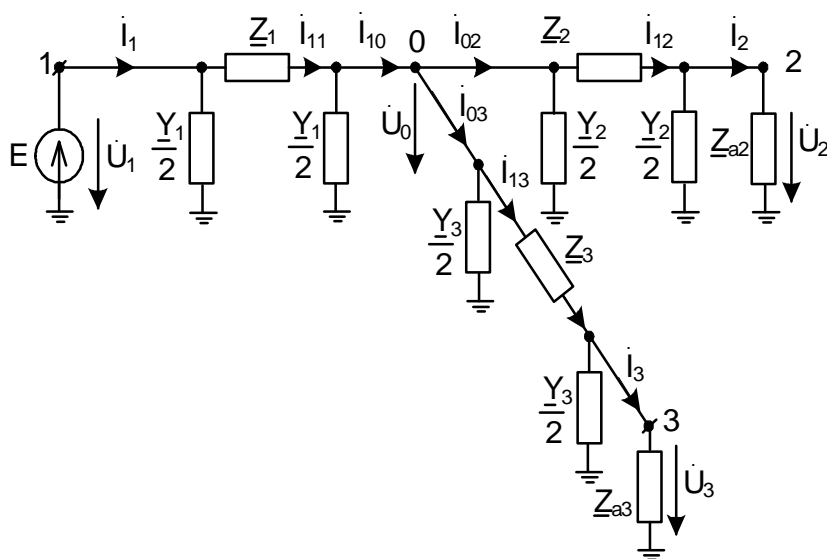 İ₁ Z₁ İ₁₁ İ₁₀ 0 İ₀₂ Z₂ İ₁₂ İ₂
1 2
E U̇₁ Y₁/2 Y₁/2 U̇₀ İ₀₃ Y₂/2 Y₂/2 Zₐ₂ U̇₂
İ₁₃
Y₃/2 Z₃
İ₃
Y₃/2 3
Zₐ₃ U̇₃